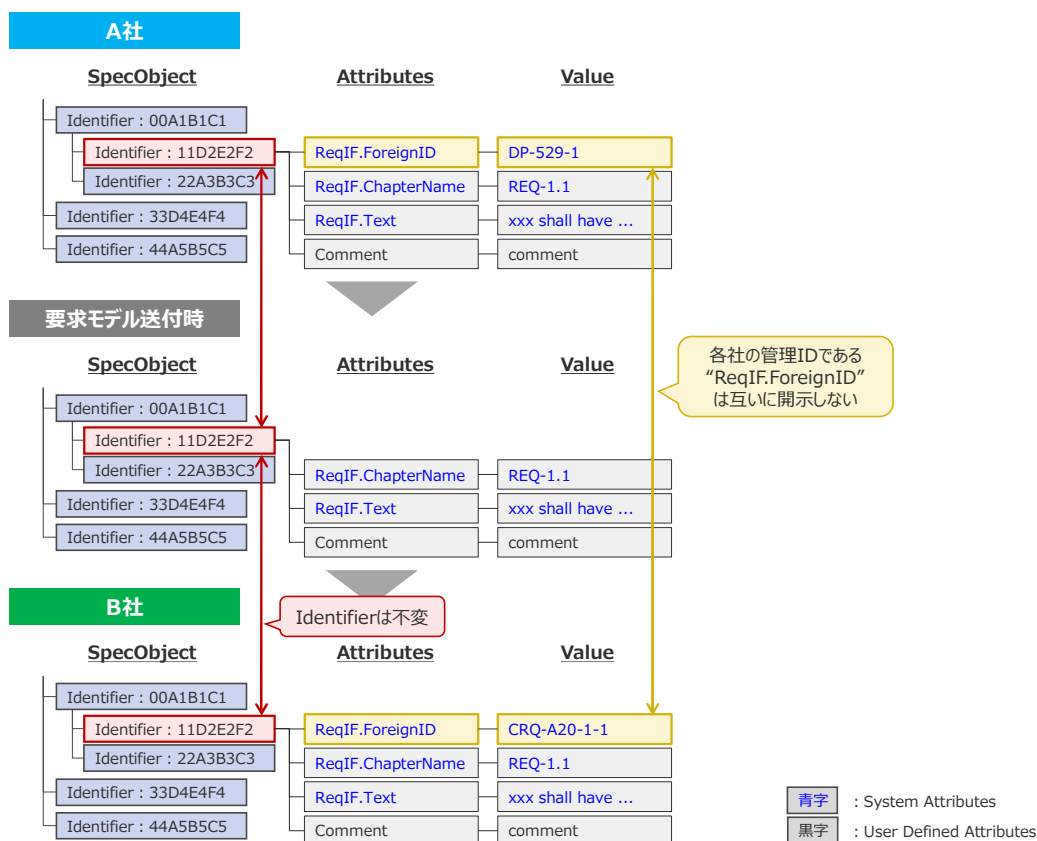 A社
SpecObject Attributes Value
Identifier : 00A1B1C1
Identifier : 11D2E2F2 ReqIF.ForeignID DP-529-1
Identifier : 22A3B3C3 ReqIF.ChapterName REQ-1.1
Identifier : 33D4E4F4 ReqIF.Text xxx shall have ...
Identifier : 44A5B5C5 Comment comment
要求モデル送付時
SpecObject Attributes Value
各社の管理IDである
“ReqIF.ForeignID”
は互いに開示しない
Identifier : 00A1B1C1
Identifier : 11D2E2F2
Identifier : 22A3B3C3 ReqIF.ChapterName REQ-1.1
Identifier : 33D4E4F4 ReqIF.Text xxx shall have ...
Identifier : 44A5B5C5 Comment comment
B社
Identifierは不変
SpecObject Attributes Value
Identifier : 00A1B1C1
Identifier : 11D2E2F2 ReqIF.ForeignID CRQ-A20-1-1
Identifier : 22A3B3C3 ReqIF.ChapterName REQ-1.1
Identifier : 33D4E4F4 ReqIF.Text xxx shall have ...
Identifier : 44A5B5C5 Comment comment
青字 : System Attributes
黒字 : User Defined Attributes